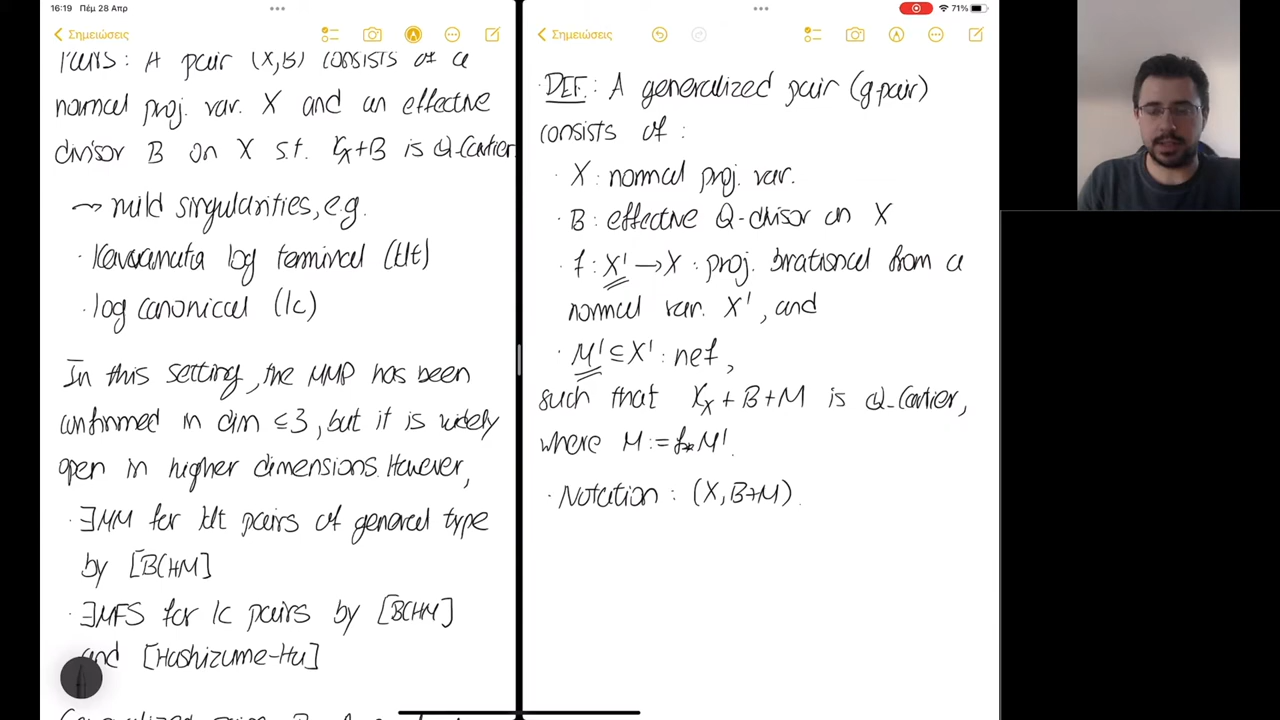 16:19 Πέμ 28 Απρ
71%
Σημειώσεις
Pairs: A pair (X,B) consists of a
normal proj. var. X and an effective
divisor B on X s.t. K_X+B is Q-Cartier.
⇝ mild singularities, e.g.
· Kawamata log terminal (klt)
· log canonical (lc)
In this setting, the MMP has been
confirmed in dim ≤3, but it is widely
open in higher dimensions. However,
· ∃MM for klt pairs of general type
by [BCHM]
· ∃MFS for lc pairs by [BCHM]
and [Hashizume-Hu]
Σημειώσεις
· DEF: A generalized pair (g-pair)
consists of:
· X: normal proj. var.
· B: effective Q-divisor on X
· f: X' → X: proj. birational from a
normal var. X', and
· M' ⊆ X': nef,
such that K_X + B + M is Q-Cartier,
where M := f_* M'.
· Notation: (X, B+M).